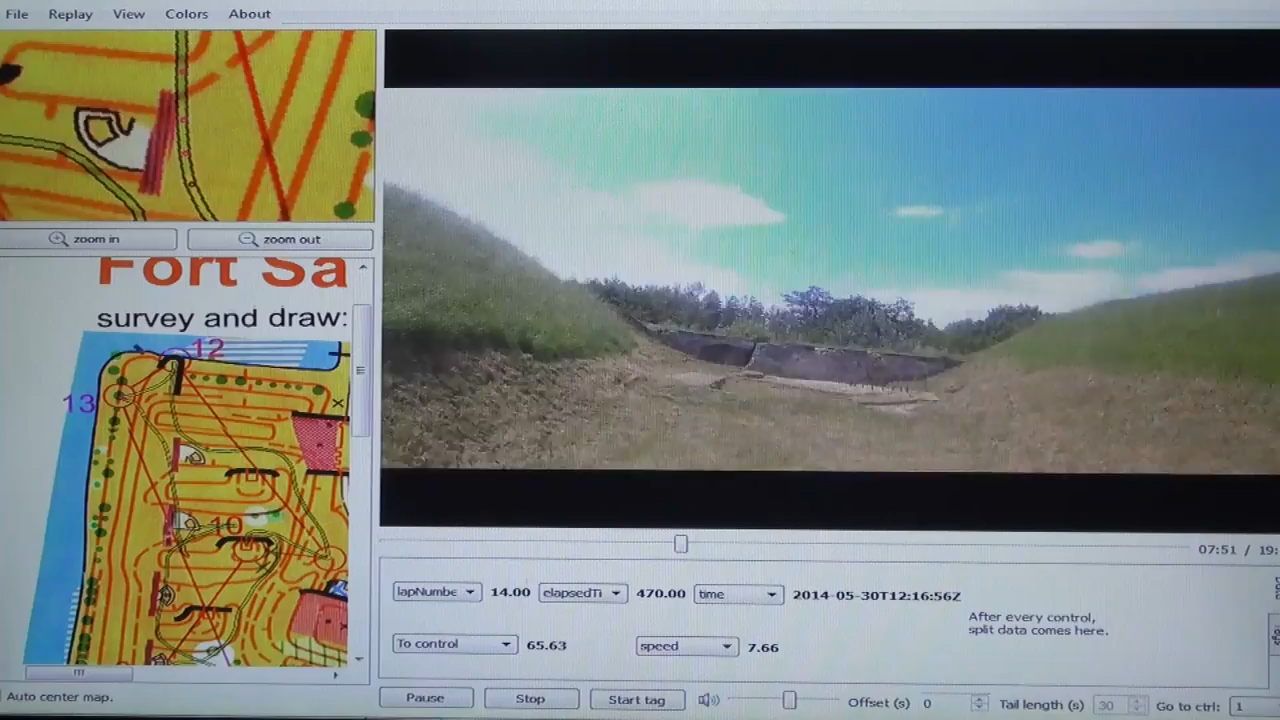 File Replay View Colors About
zoom in zoom out
Fort Sa
survey and draw:
12
13
10
07:51 / 19:
lapNumbe 14.00 elapsedTi 470.00 time 2014-05-30T12:16:56Z
After every control,
split data comes here.
To control 65.63 speed 7.66
Auto center map.
Pause Stop Start tag Offset (s) 0 Tail length (s) 30 Go to ctrl: 1